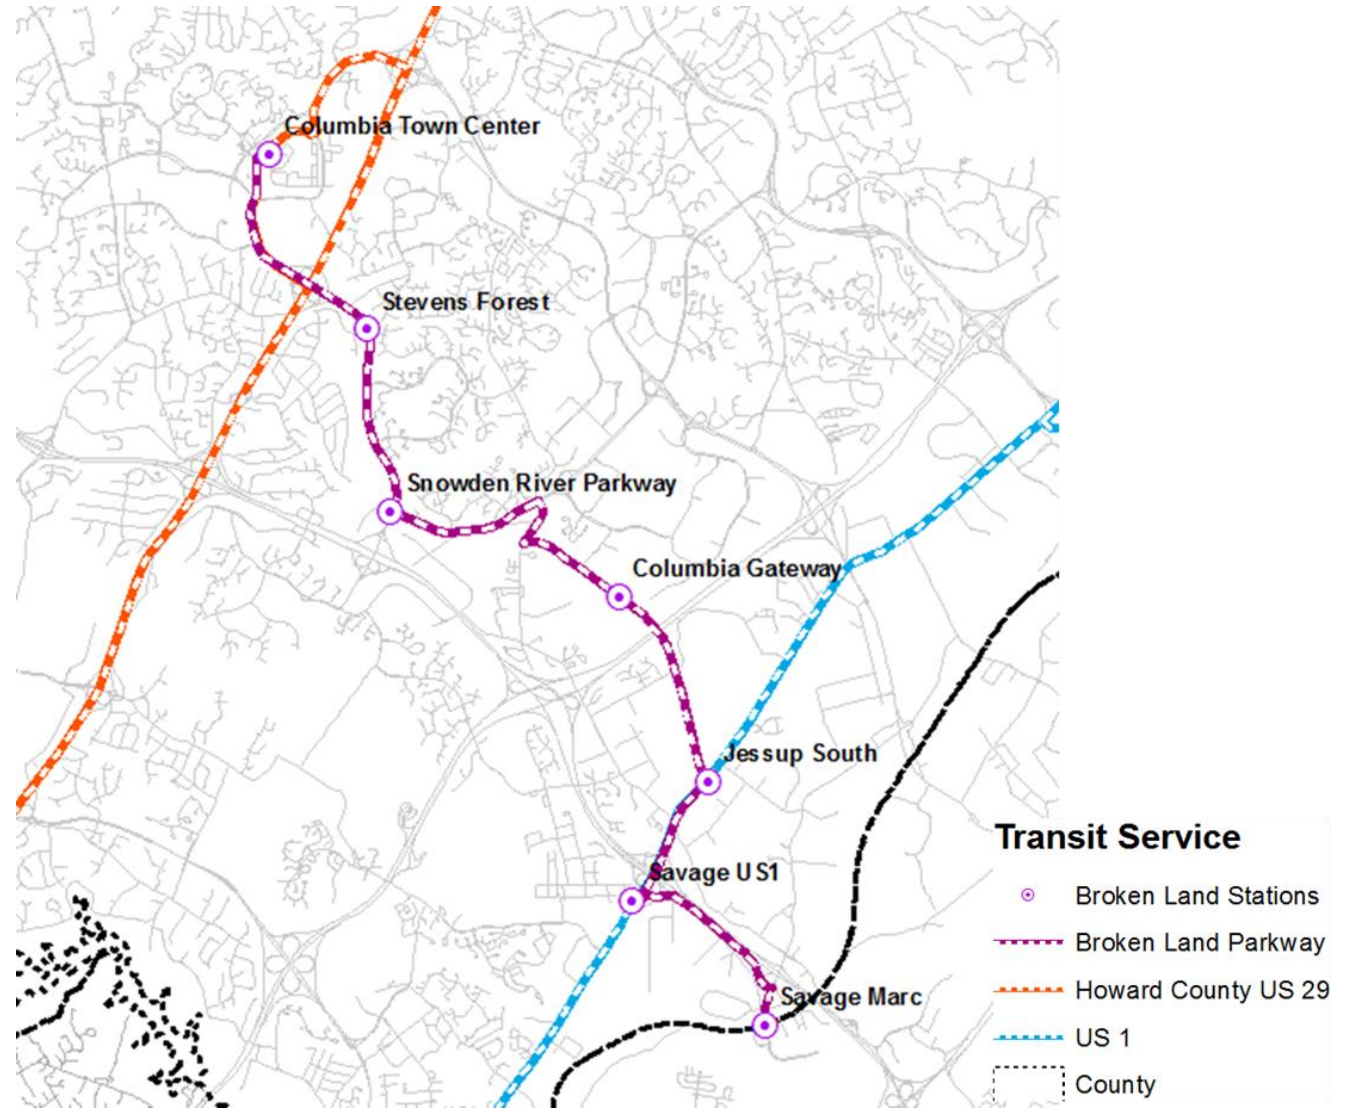 Columbia Town Center
Stevens Forest
Snowden River Parkway
Columbia Gateway
Jessup South
Savage US1
Savage Marc
Transit Service
Broken Land Stations
Broken Land Parkway
Howard County US 29
US 1
County